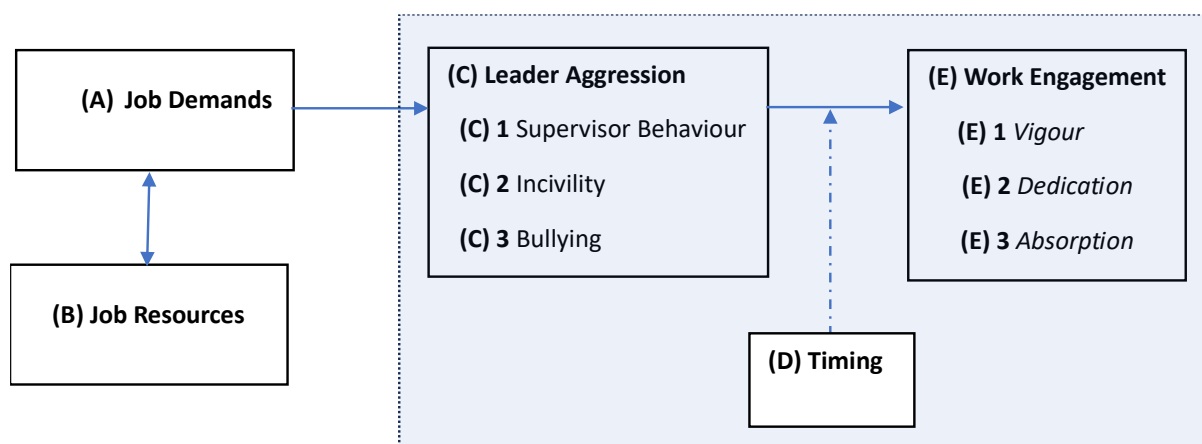 (A) Job Demands
(B) Job Resources
(C) Leader Aggression
(C) 1 Supervisor Behaviour
(C) 2 Incivility
(C) 3 Bullying
(D) Timing
(E) Work Engagement
(E) 1 Vigour
(E) 2 Dedication
(E) 3 Absorption